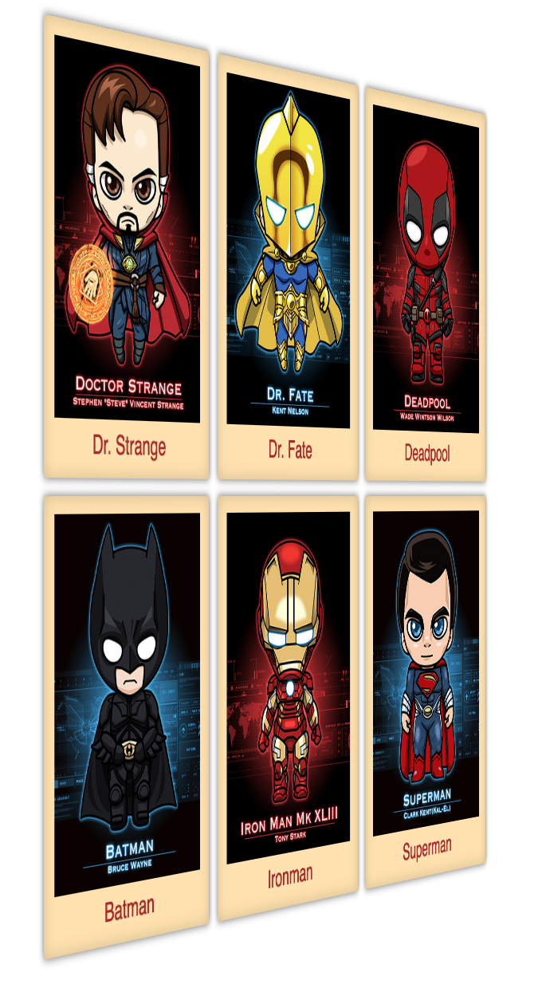 DOCTOR STRANGE
STEPHEN "STEVE" VINCENT STRANGE
Dr. Strange
DR. FATE
KENT NELSON
Dr. Fate
DEADPOOL
WADE WINTSON WILSON
Deadpool
BATMAN
BRUCE WAYNE
Batman
IRON MAN MK XLIII
TONY STARK
Ironman
SUPERMAN
CLARK KENT(KAL-EL)
Superman